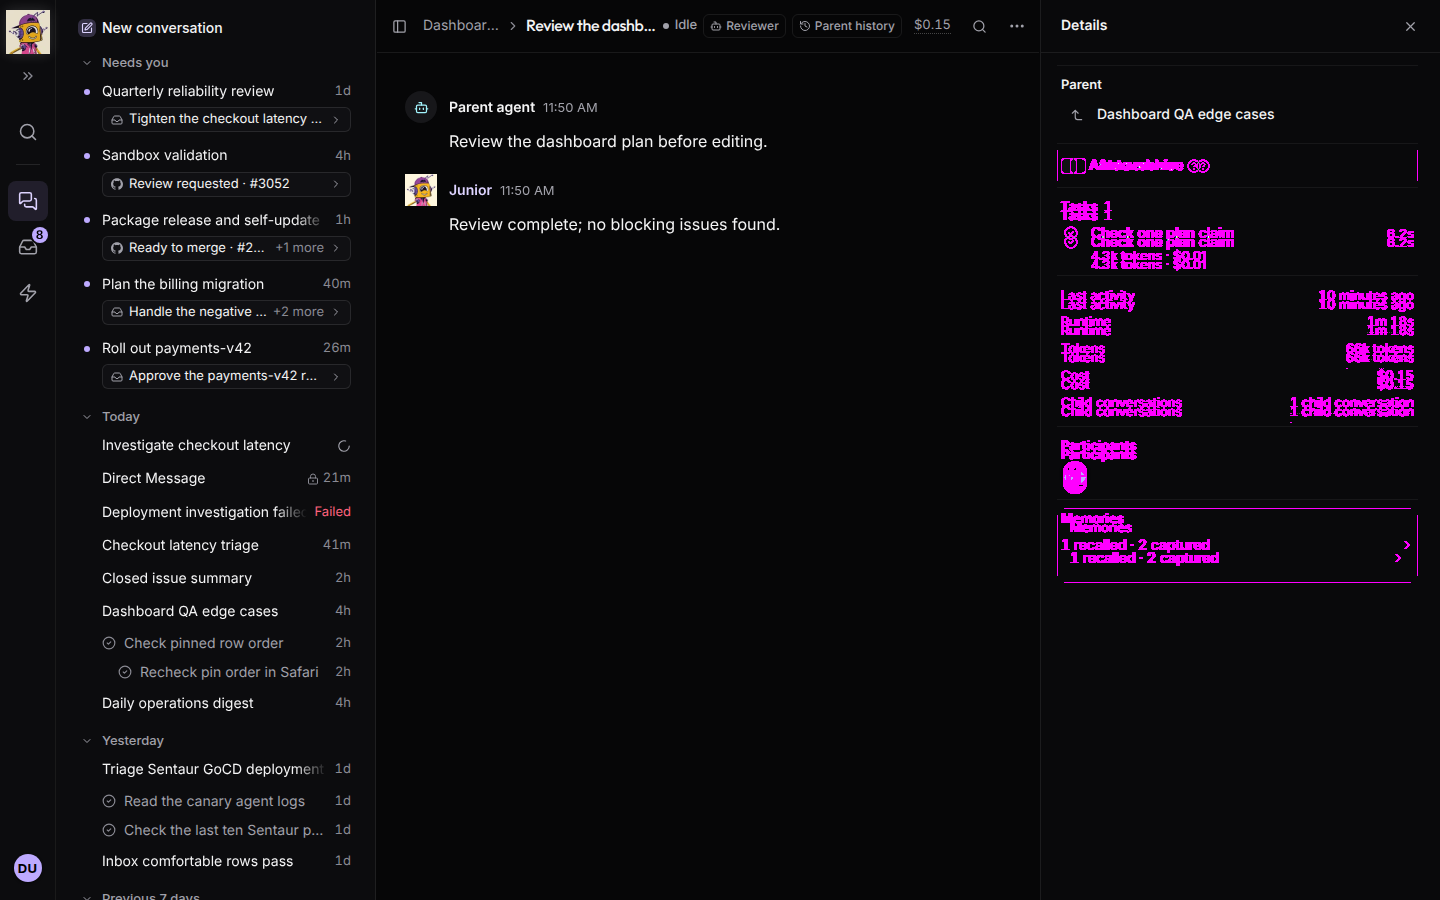 New conversation
Needs you
Quarterly reliability review 1d
Tighten the checkout latency ...
Sandbox validation 4h
Review requested · #3052
Package release and self-update 1h
Ready to merge · #2... +1 more
8
Plan the billing migration 40m
Handle the negative ... +2 more
Roll out payments-v42 26m
Approve the payments-v42 r...
Today
Investigate checkout latency
Direct Message 21m
Deployment investigation failed Failed
Checkout latency triage 41m
Closed issue summary 2h
Dashboard QA edge cases 4h
Check pinned row order 2h
Recheck pin order in Safari 2h
Daily operations digest 4h
Yesterday
Triage Sentaur GoCD deployment 1d
Read the canary agent logs 1d
Check the last ten Sentaur p... 1d
Inbox comfortable rows pass 1d
Previous 7 days
DU
Dashboar... > Review the dashb... Idle Reviewer Parent history $0.15
Parent agent 11:50 AM
Review the dashboard plan before editing.
Junior 11:50 AM
Review complete; no blocking issues found.
Details
Parent
Dashboard QA edge cases
Tasks 1
Check one plan claim 6.2s
4.3k tokens · $0.01
Last activity 10 minutes ago
Runtime 1m 18s
Tokens 66k tokens
Cost $0.15
Child conversations 1 child conversation
Participants
Memories
Memories
1 recalled · 2 captured
1 recalled · 2 captured